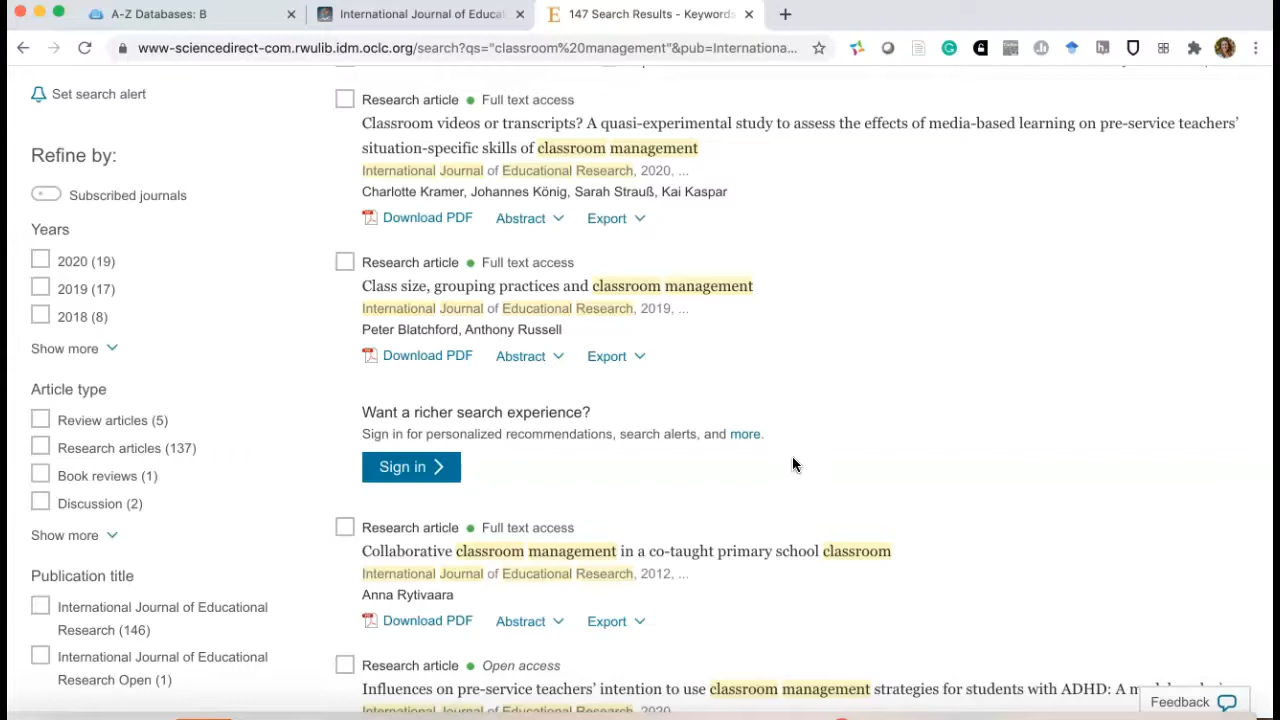 A-Z Databases: B
International Journal of Educa
147 Search Results - Keywords
www-sciencedirect-com.rwulib.idm.oclc.org/search?qs="classroom%20management"&pub=Internationa...
Set search alert
Refine by:
Subscribed journals
Years
2020 (19)
2019 (17)
2018 (8)
Show more
Article type
Review articles (5)
Research articles (137)
Book reviews (1)
Discussion (2)
Show more
Publication title
International Journal of Educational
Research (146)
International Journal of Educational
Research Open (1)
Research article Full text access
Classroom videos or transcripts? A quasi-experimental study to assess the effects of media-based learning on pre-service teachers’
situation-specific skills of classroom management
International Journal of Educational Research, 2020, ...
Charlotte Kramer, Johannes König, Sarah Strauß, Kai Kaspar
Download PDF Abstract Export
Research article Full text access
Class size, grouping practices and classroom management
International Journal of Educational Research, 2019, ...
Peter Blatchford, Anthony Russell
Download PDF Abstract Export
Want a richer search experience?
Sign in for personalized recommendations, search alerts, and more.
Sign in
Research article Full text access
Collaborative classroom management in a co-taught primary school classroom
International Journal of Educational Research, 2012, ...
Anna Rytivaara
Download PDF Abstract Export
Research article Open access
Influences on pre-service teachers’ intention to use classroom management strategies for students with ADHD: A
International Journal of Educational Research, 2020
Feedback